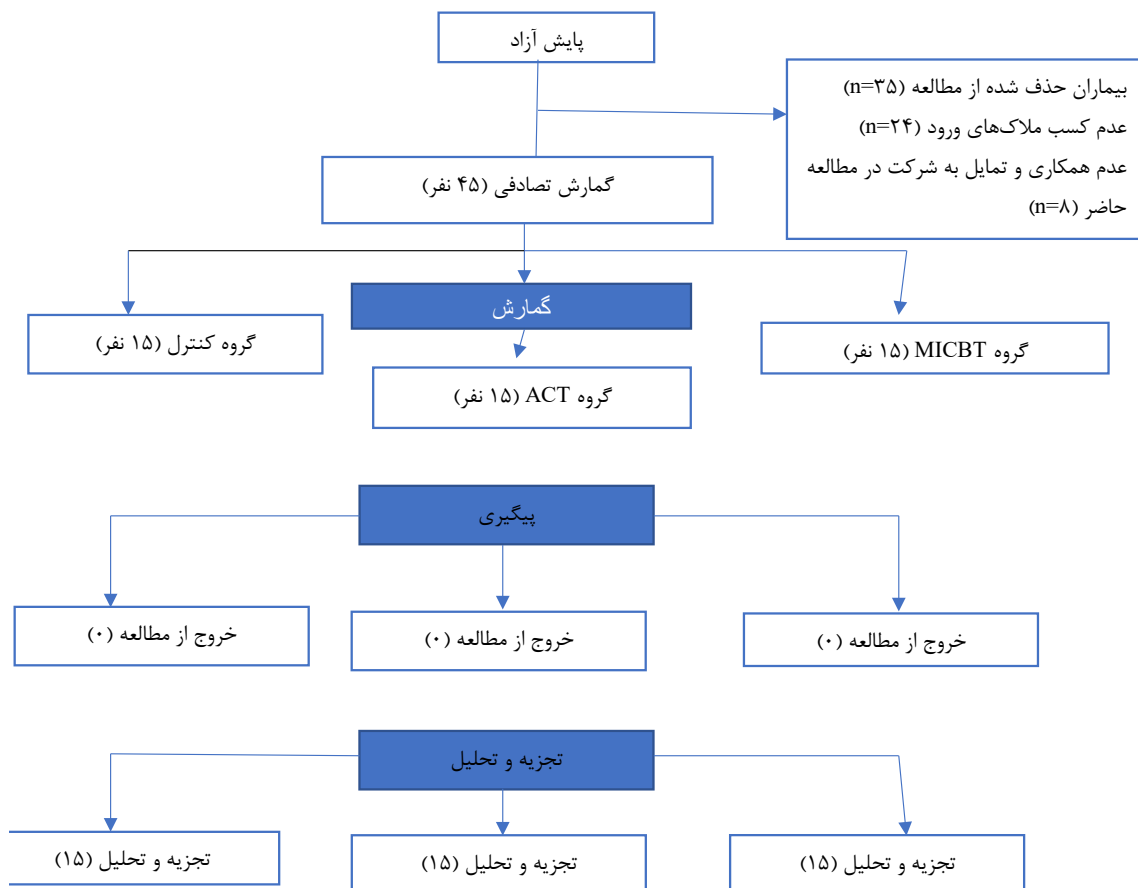 پایش آزاد
بیماران حذف شده از مطالعه (n=۳۵)
عدم کسب ملاک‌های ورود (n=۲۴)
عدم همکاری و تمایل به شرکت در مطالعه
حاضر (n=۸)
گمارش تصادفی (۴۵ نفر)
گمارش
گروه MICBT (۱۵ نفر)
گروه ACT (۱۵ نفر)
گروه کنترل (۱۵ نفر)
پیگیری
خروج از مطالعه (۰)
خروج از مطالعه (۰)
خروج از مطالعه (۰)
تجزیه و تحلیل
تجزیه و تحلیل (۱۵)
تجزیه و تحلیل (۱۵)
تجزیه و تحلیل (۱۵)